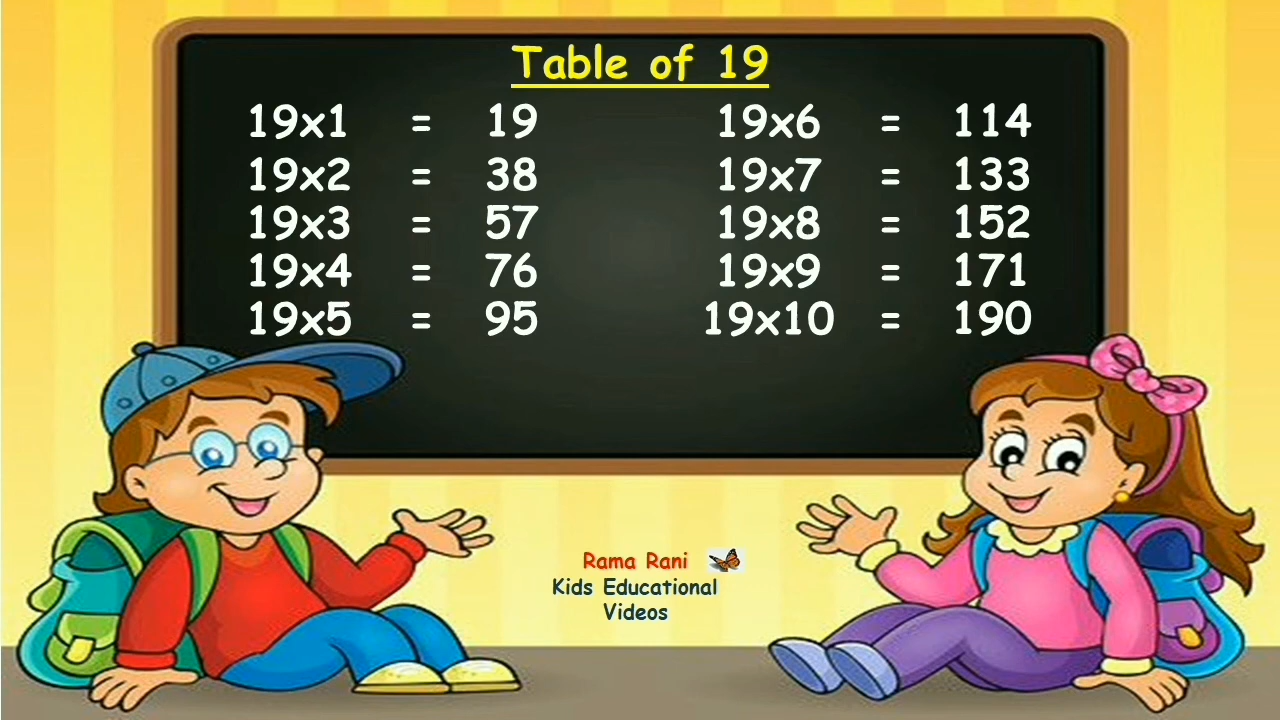 Table of 19
19x1 = 19
19x2 = 38
19x3 = 57
19x4 = 76
19x5 = 95
19x6 = 114
19x7 = 133
19x8 = 152
19x9 = 171
19x10 = 190
Rama Rani
Kids Educational
Videos